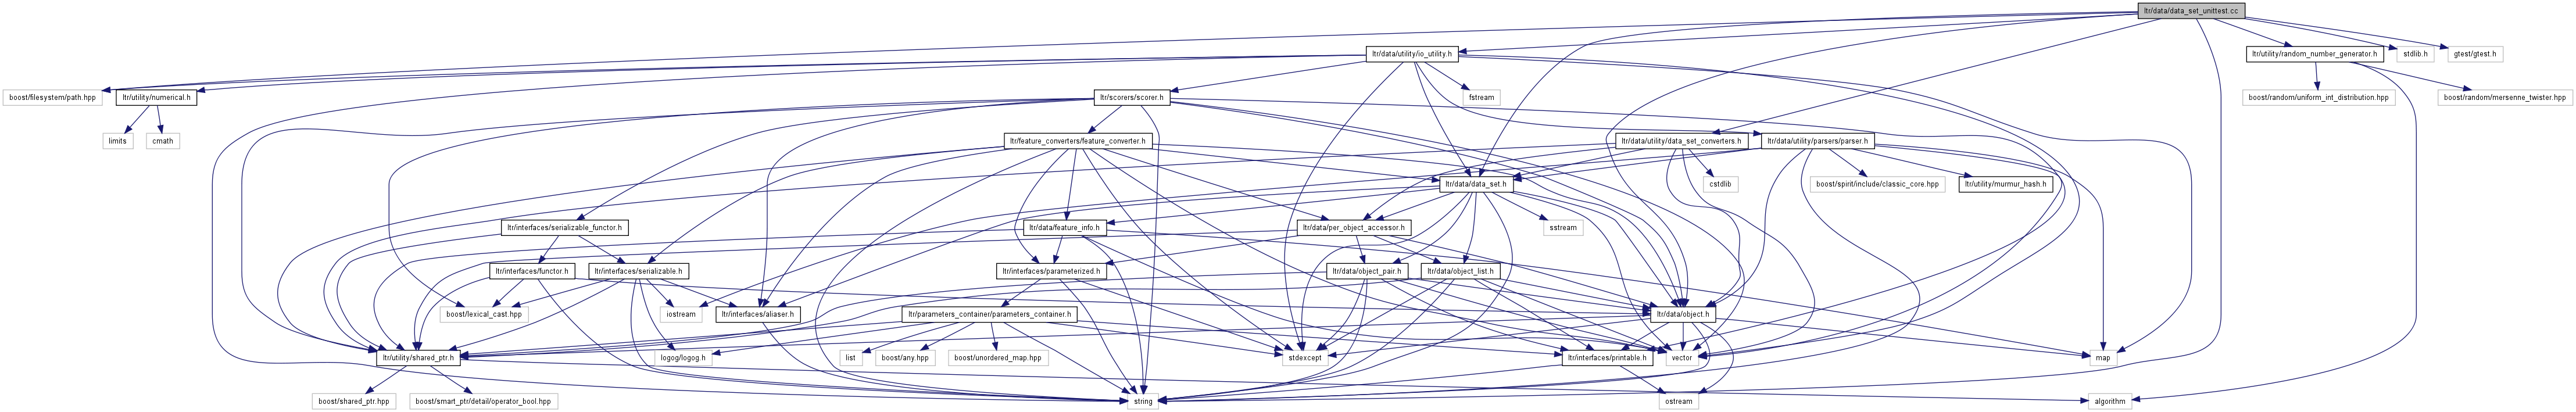 ltr/data/data_set_unittest.cc
ltr/data/utility/io_utility.h
ltr/utility/random_number_generator.h
stdlib.h
gtest/gtest.h
boost/filesystem/path.hpp
ltr/utility/numerical.h
ltr/scorers/scorer.h
fstream
boost/random/uniform_int_distribution.hpp
boost/random/mersenne_twister.hpp
limits
cmath
ltr/feature_converters/feature_converter.h
ltr/data/utility/data_set_converters.h
ltr/data/utility/parsers/parser.h
ltr/data/data_set.h
cstdlib
boost/spirit/include/classic_core.hpp
ltr/utility/murmur_hash.h
ltr/interfaces/serializable_functor.h
ltr/data/feature_info.h
ltr/data/per_object_accessor.h
sstream
ltr/interfaces/functor.h
ltr/interfaces/serializable.h
ltr/interfaces/parameterized.h
ltr/data/object_pair.h
ltr/data/object_list.h
boost/lexical_cast.hpp
iostream
ltr/interfaces/aliaser.h
ltr/parameters_container/parameters_container.h
ltr/data/object.h
ltr/utility/shared_ptr.h
logog/logog.h
list
boost/any.hpp
boost/unordered_map.hpp
stdexcept
ltr/interfaces/printable.h
vector
map
boost/shared_ptr.hpp
boost/smart_ptr/detail/operator_bool.hpp
string
ostream
algorithm